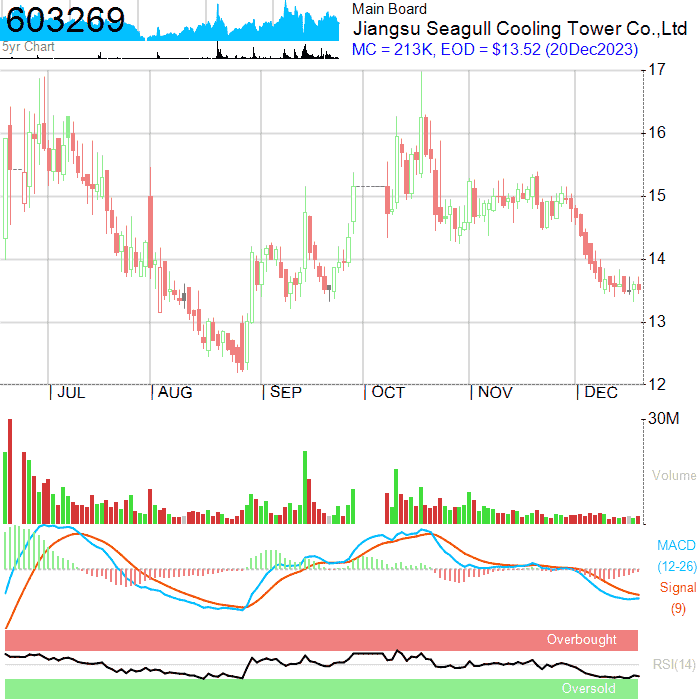 603269
Main Board
Jiangsu Seagull Cooling Tower Co.,Ltd
5yr Chart
MC = 213K, EOD = $13.52 (20Dec2023)
17
16
15
14
13
12
JUL AUG SEP OCT NOV DEC
30M
Volume
MACD
(12-26)
Signal
(9)
Overbought
RSI(14)
Oversold